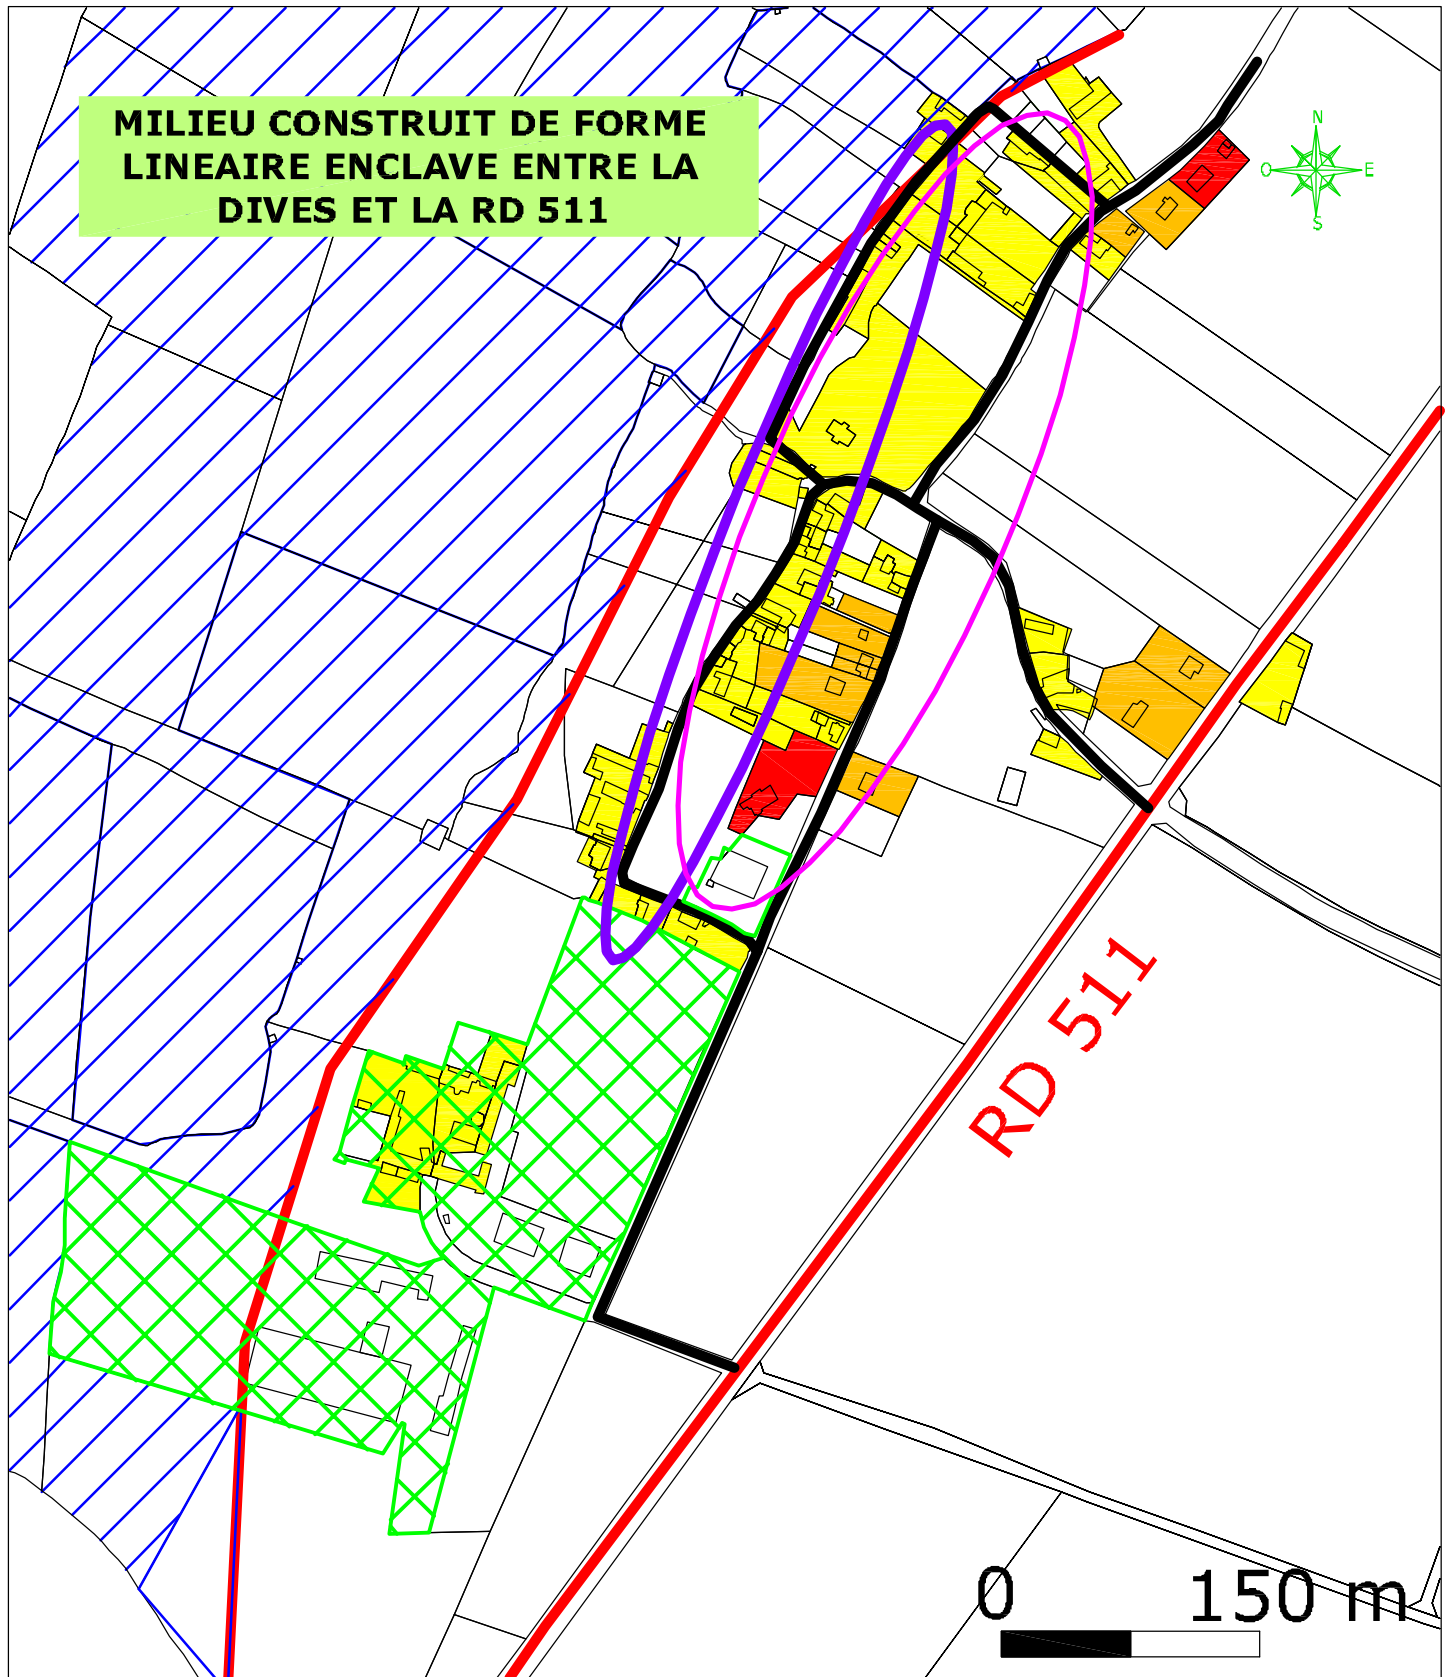 MILIEU CONSTRUIT DE FORME
LINEAIRE ENCLAVE ENTRE LA
DIVES ET LA RD 511
N
O
E
S
RD 511
0 150 m